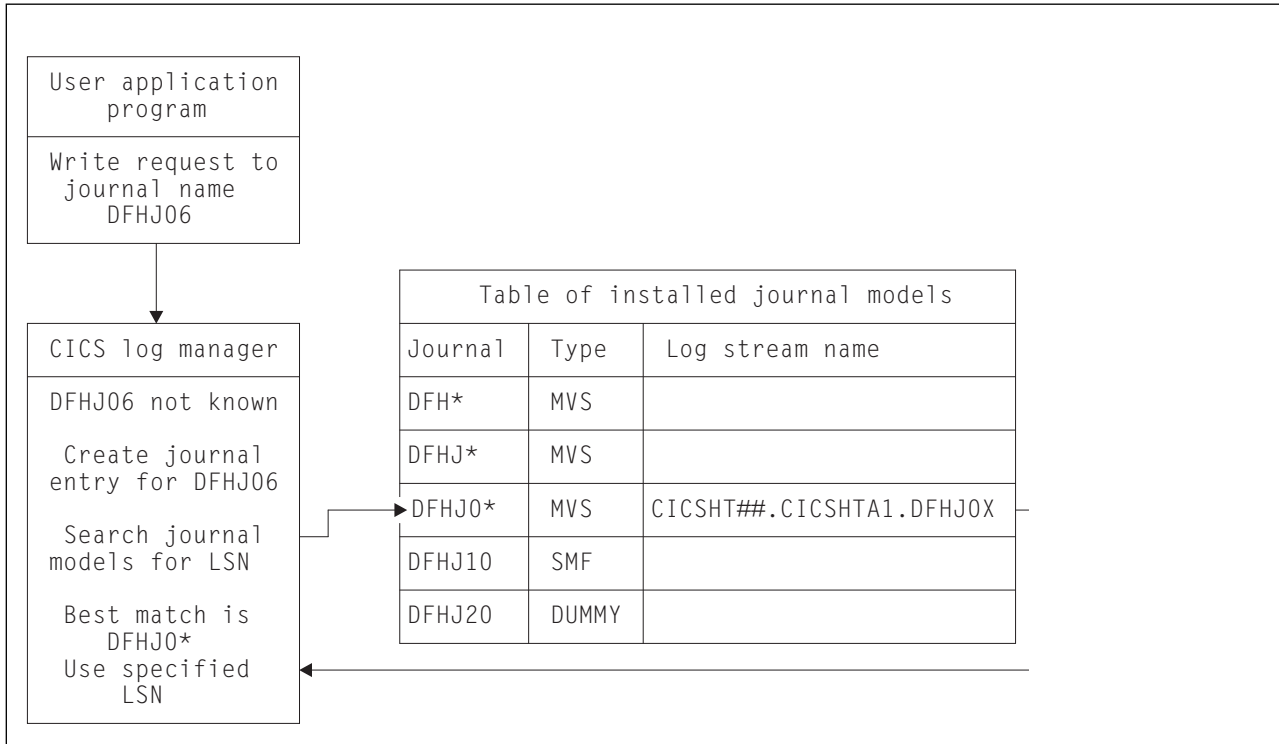 User application
program
Write request to
journal name
DFHJ06
CICS log manager
DFHJ06 not known
Create journal
entry for DFHJ06
Search journal
models for LSN
Best match is
DFHJ0*
Use specified
LSN
Table of installed journal models
Journal Type Log stream name
DFH* MVS
DFHJ* MVS
DFHJ0* MVS CICSHT##.CICSHTA1.DFHJ0X
DFHJ10 SMF
DFHJ20 DUMMY